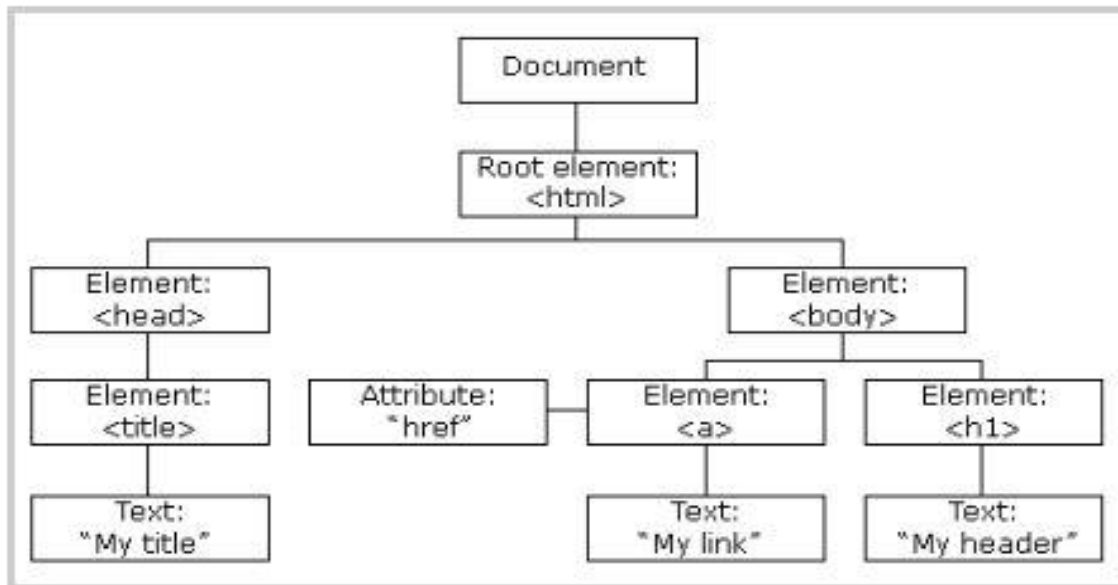 Document
Root element:
<html>
Element:
<head>
Element:
<body>
Element:
<title>
Attribute:
"href"
Element:
<a>
Element:
<h1>
Text:
"My title"
Text:
"My link"
Text:
"My header"